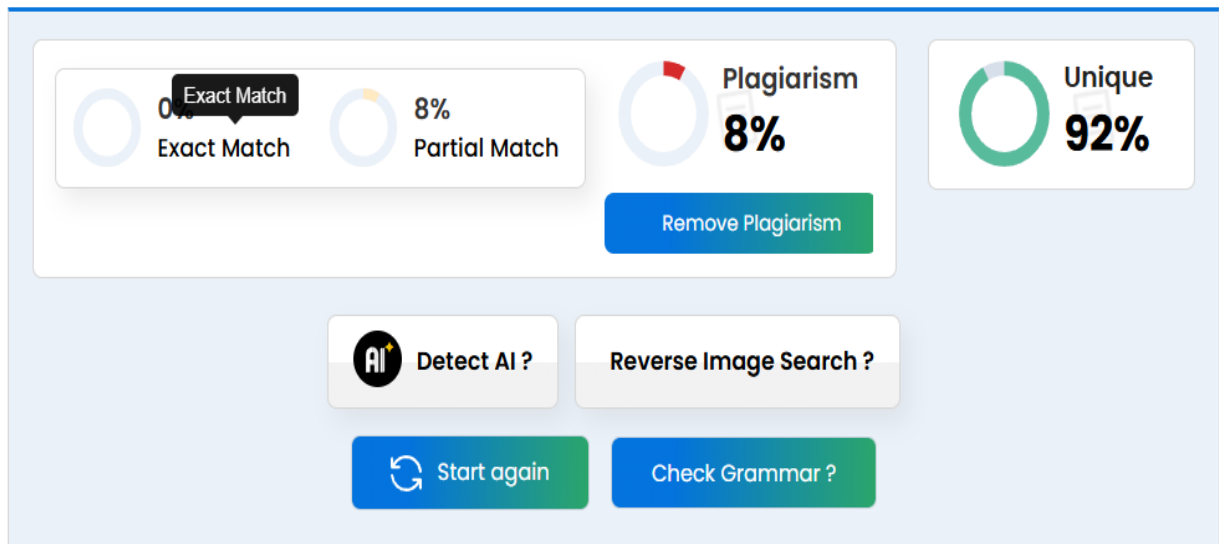 0%
Exact Match
Exact Match
8%
Partial Match
Plagiarism
8%
Remove Plagiarism
Unique
92%
AI
Detect AI ?
Reverse Image Search ?
Start again
Check Grammar ?